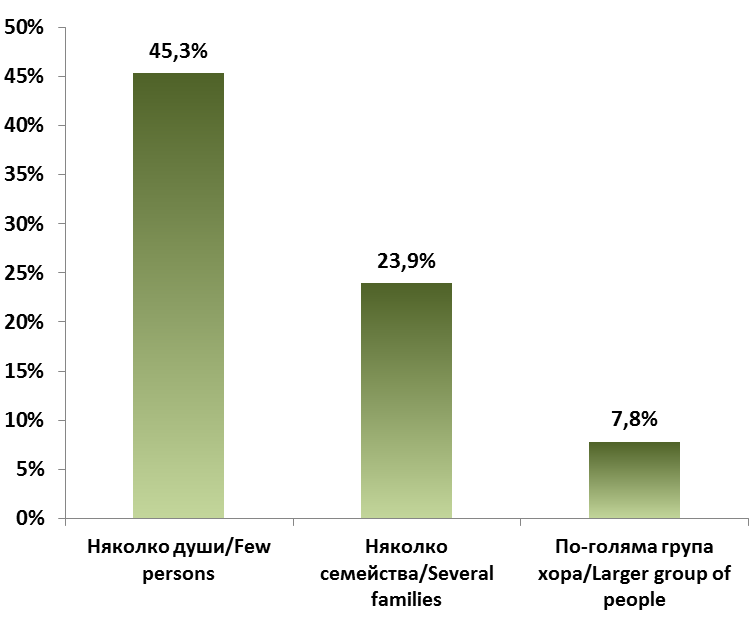 50%
45%
40%
35%
30%
25%
20%
15%
10%
5%
0%
45,3%
23,9%
7,8%
Няколко души/Few
persons
Няколко
семейства/Several
families
По-голяма група
хора/Larger group of
people